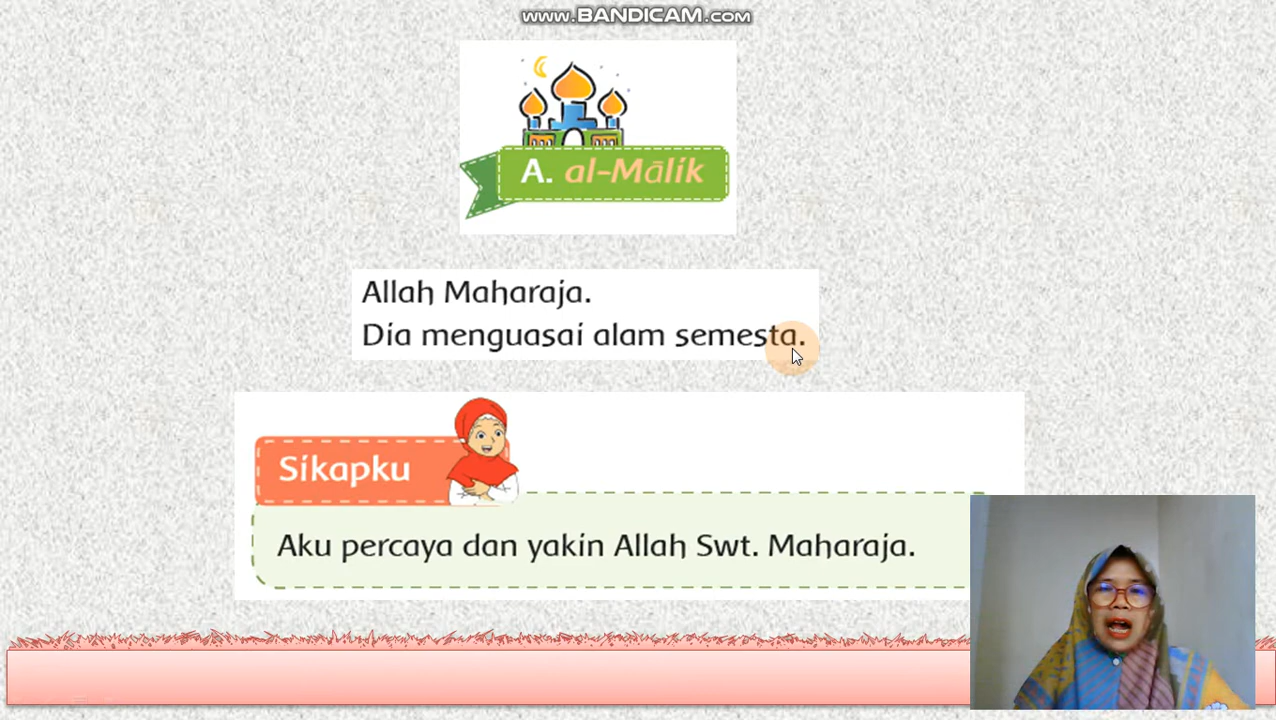 www.BANDICAM.com
A. al-Mālik
Allah Maharaja.
Dia menguasai alam semesta.
Sikapku
Aku percaya dan yakin Allah Swt. Maharaja.